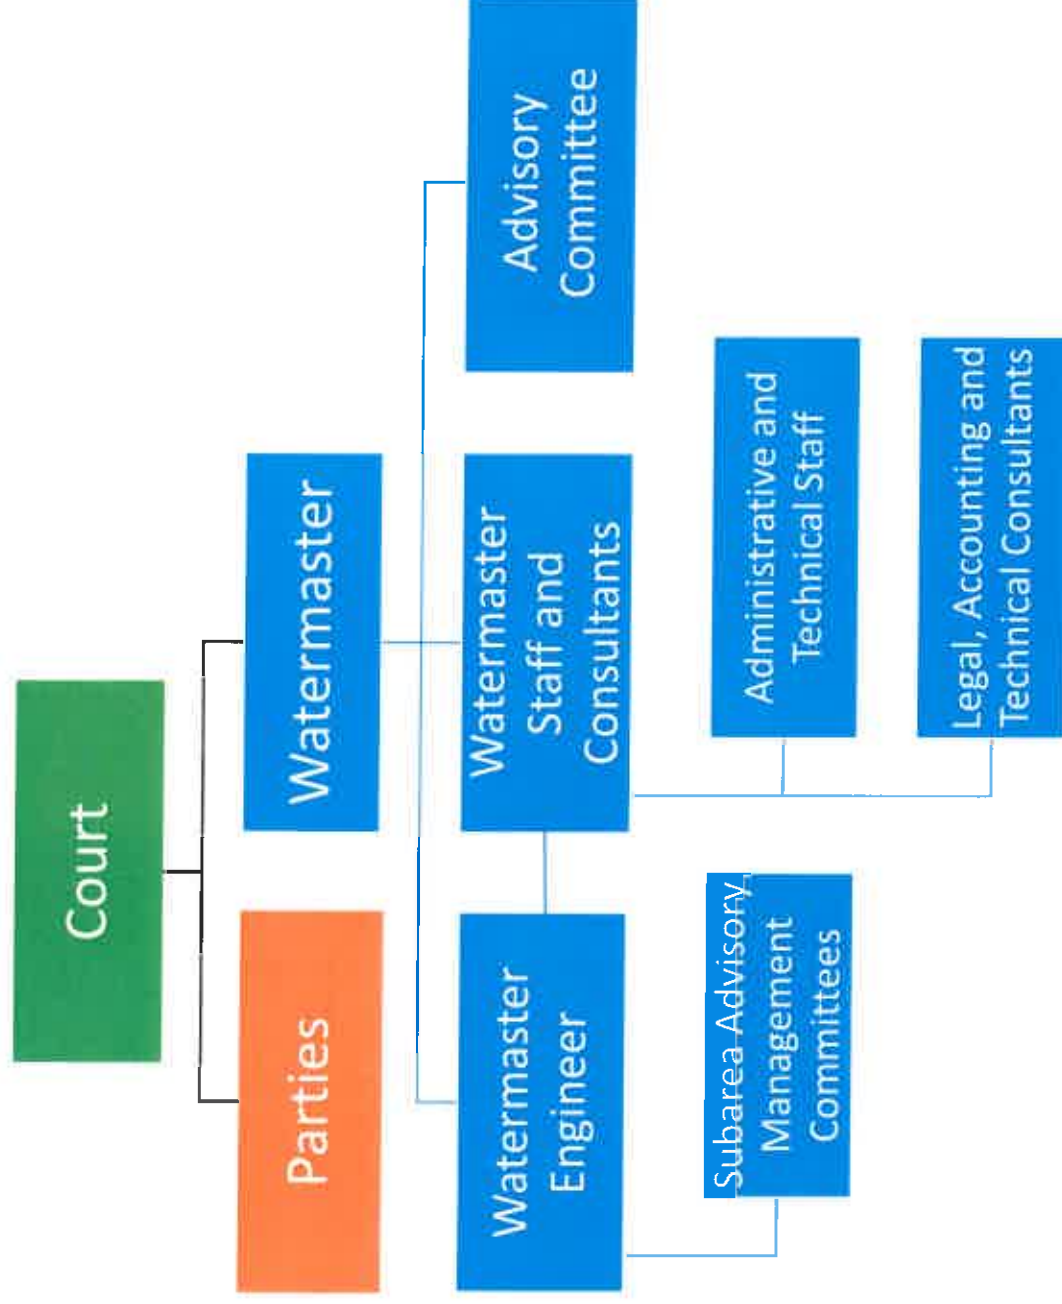 Court
Parties
Watermaster
Watermaster
Engineer
Watermaster
Staff and
Consultants
Advisory
Committee
Subarea Advisory
Management
Committees
Administrative and
Technical Staff
Legal, Accounting and
Technical Consultants